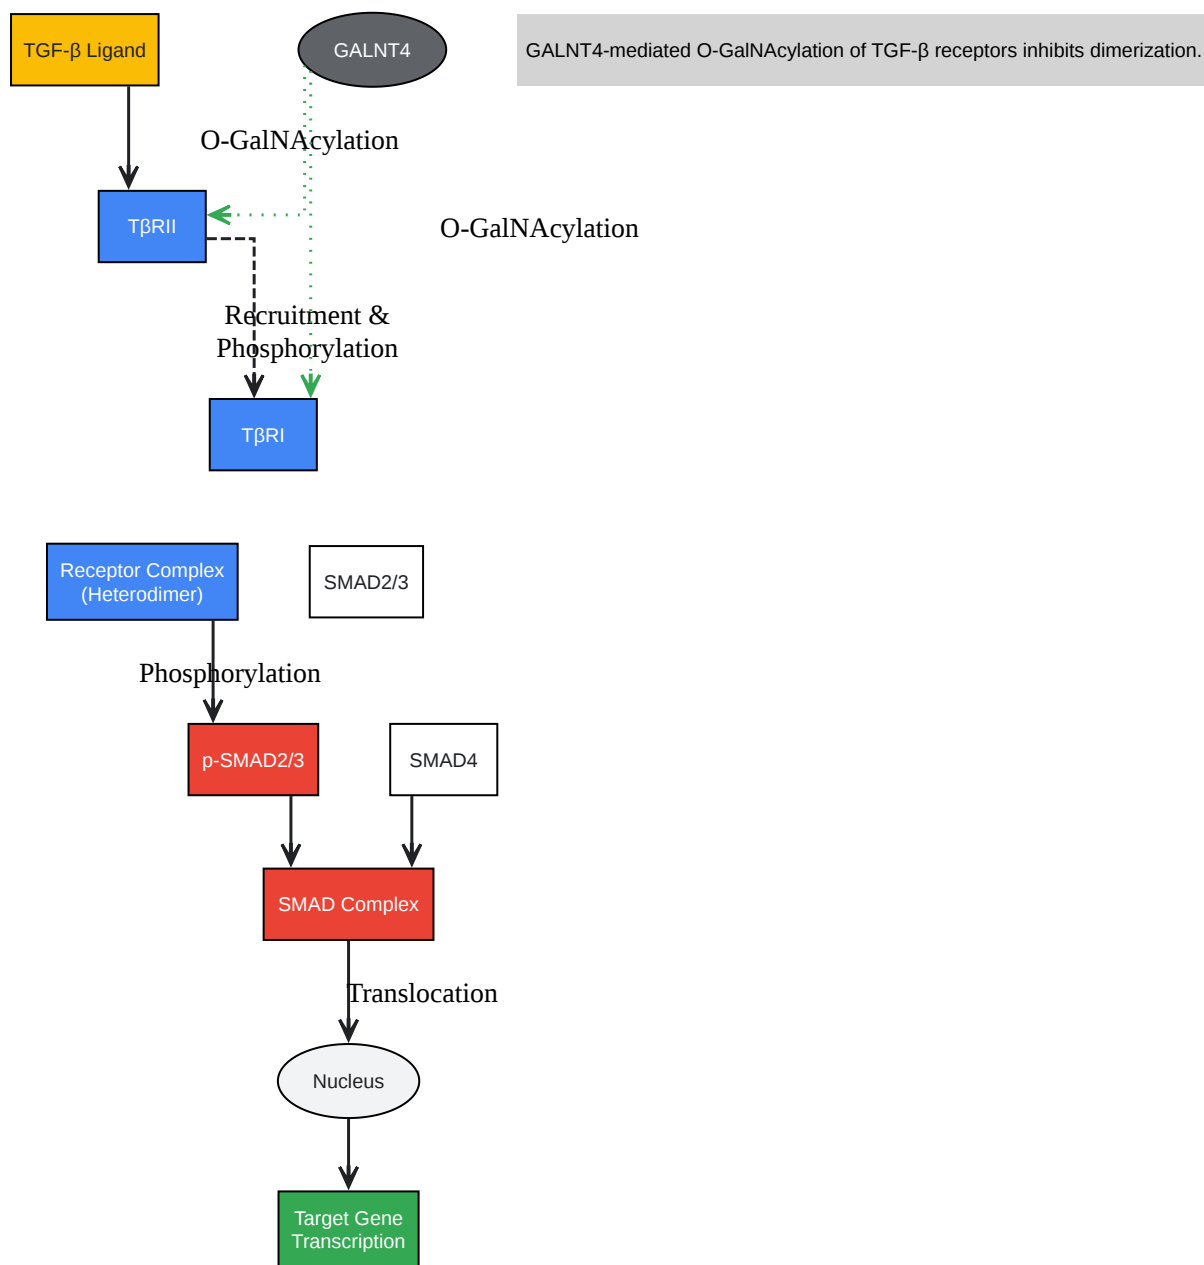 TGF-β Ligand
GALNT4
GALNT4-mediated O-GalNAcylation of TGF-β receptors inhibits dimerization.
O-GalNAcylation
TβRII
O-GalNAcylation
Recruitment &
Phosphorylation
TβRI
Receptor Complex
(Heterodimer)
SMAD2/3
Phosphorylation
p-SMAD2/3
SMAD4
SMAD Complex
Translocation
Nucleus
Target Gene
Transcription